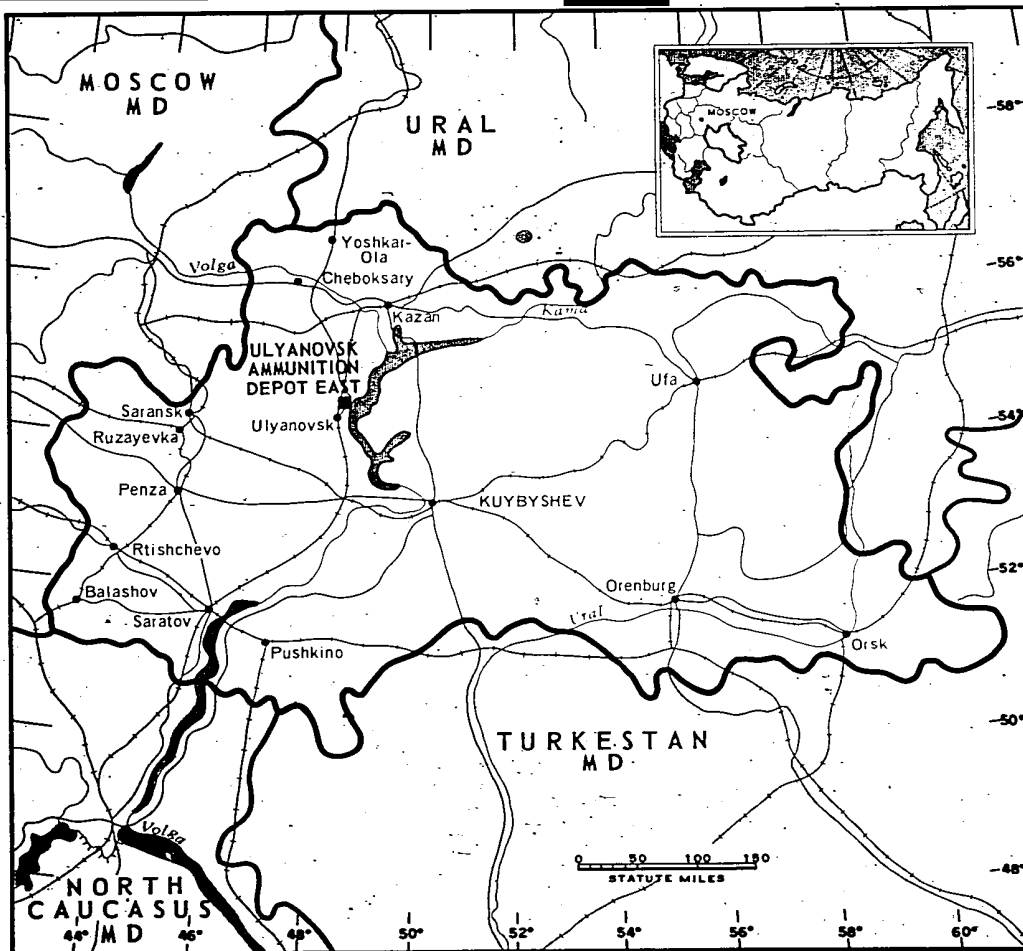 MOSCOW
MD
URAL
MD
MOSCOW
58°
Yoshkar-
Ola
Volga
Cheboksary
56°
Kazan
Kama
ULYANOVSK
AMMUNITION
DEPOT EAST
Ufa
Saransk
Ulyanovsk
54°
Ruzayevka
Penza
KUYBYSHEV
Rtishchevo
52°
Balashov
Orenburg
Saratov
Ural
Pushkino
Orsk
50°
TURKESTAN
MD
Volga
0 50 100 150
STATUTE MILES
48°
NORTH
CAUCASUS
MD
44° 46° 48° 50° 52° 54° 56° 58° 60°